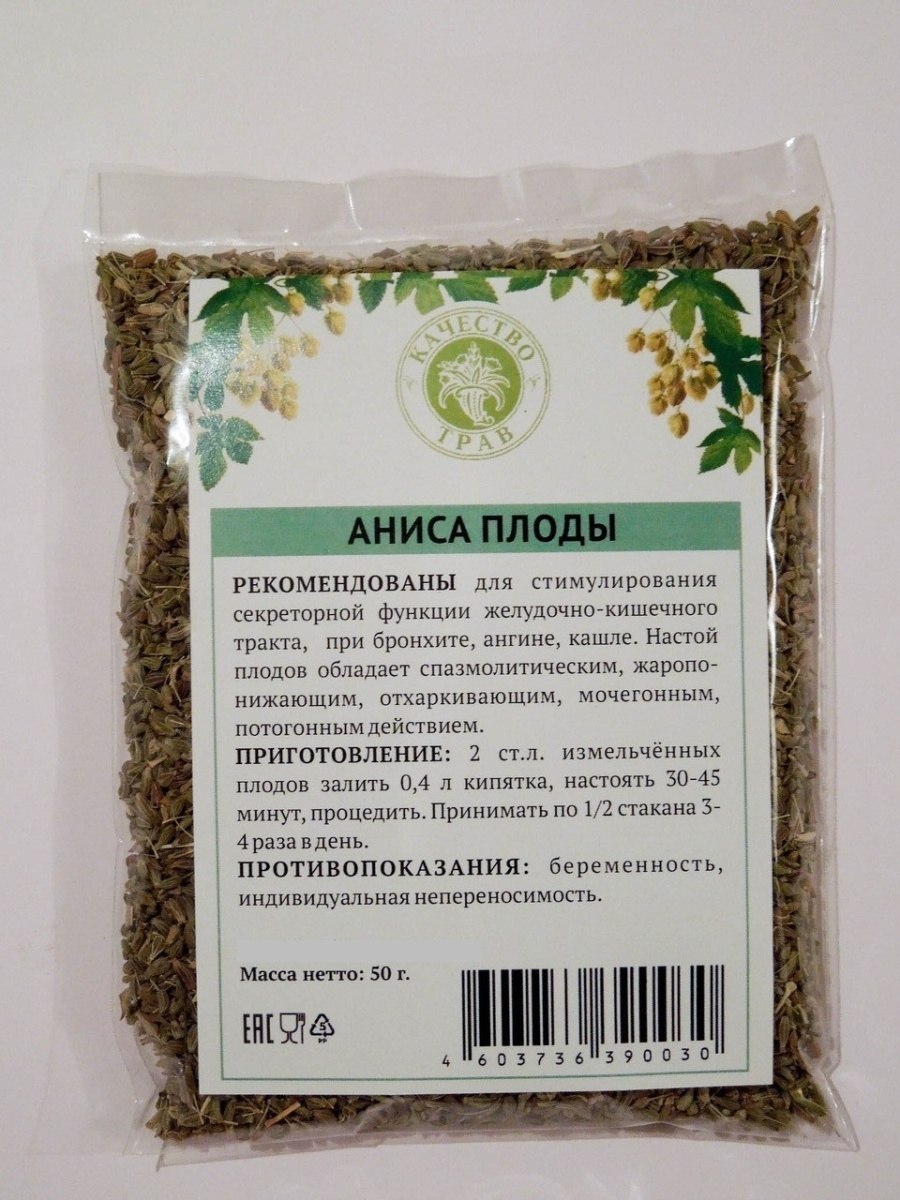 КАЧЕСТВО
ТРАВ
АНИСА ПЛОДЫ
РЕКОМЕНДОВАНЫ для стимулирования
секреторной функции желудочно-кишечного
тракта, при бронхите, ангине, кашле. Настой
плодов обладает спазмолитическим, жаропо-
нижающим, отхаркивающим, мочегонным,
потогонным действием.
ПРИГОТОВЛЕНИЕ: 2 ст.л. измельчённых
плодов залить 0,4 л кипятка, настоять 30-45
минут, процедить. Принимать по 1/2 стакана 3-
4 раза в день.
ПРОТИВОПОКАЗАНИЯ: беременность,
индивидуальная непереносимость.
Масса нетто: 50 г.
ЕАС 5
PP
4 603736 390030